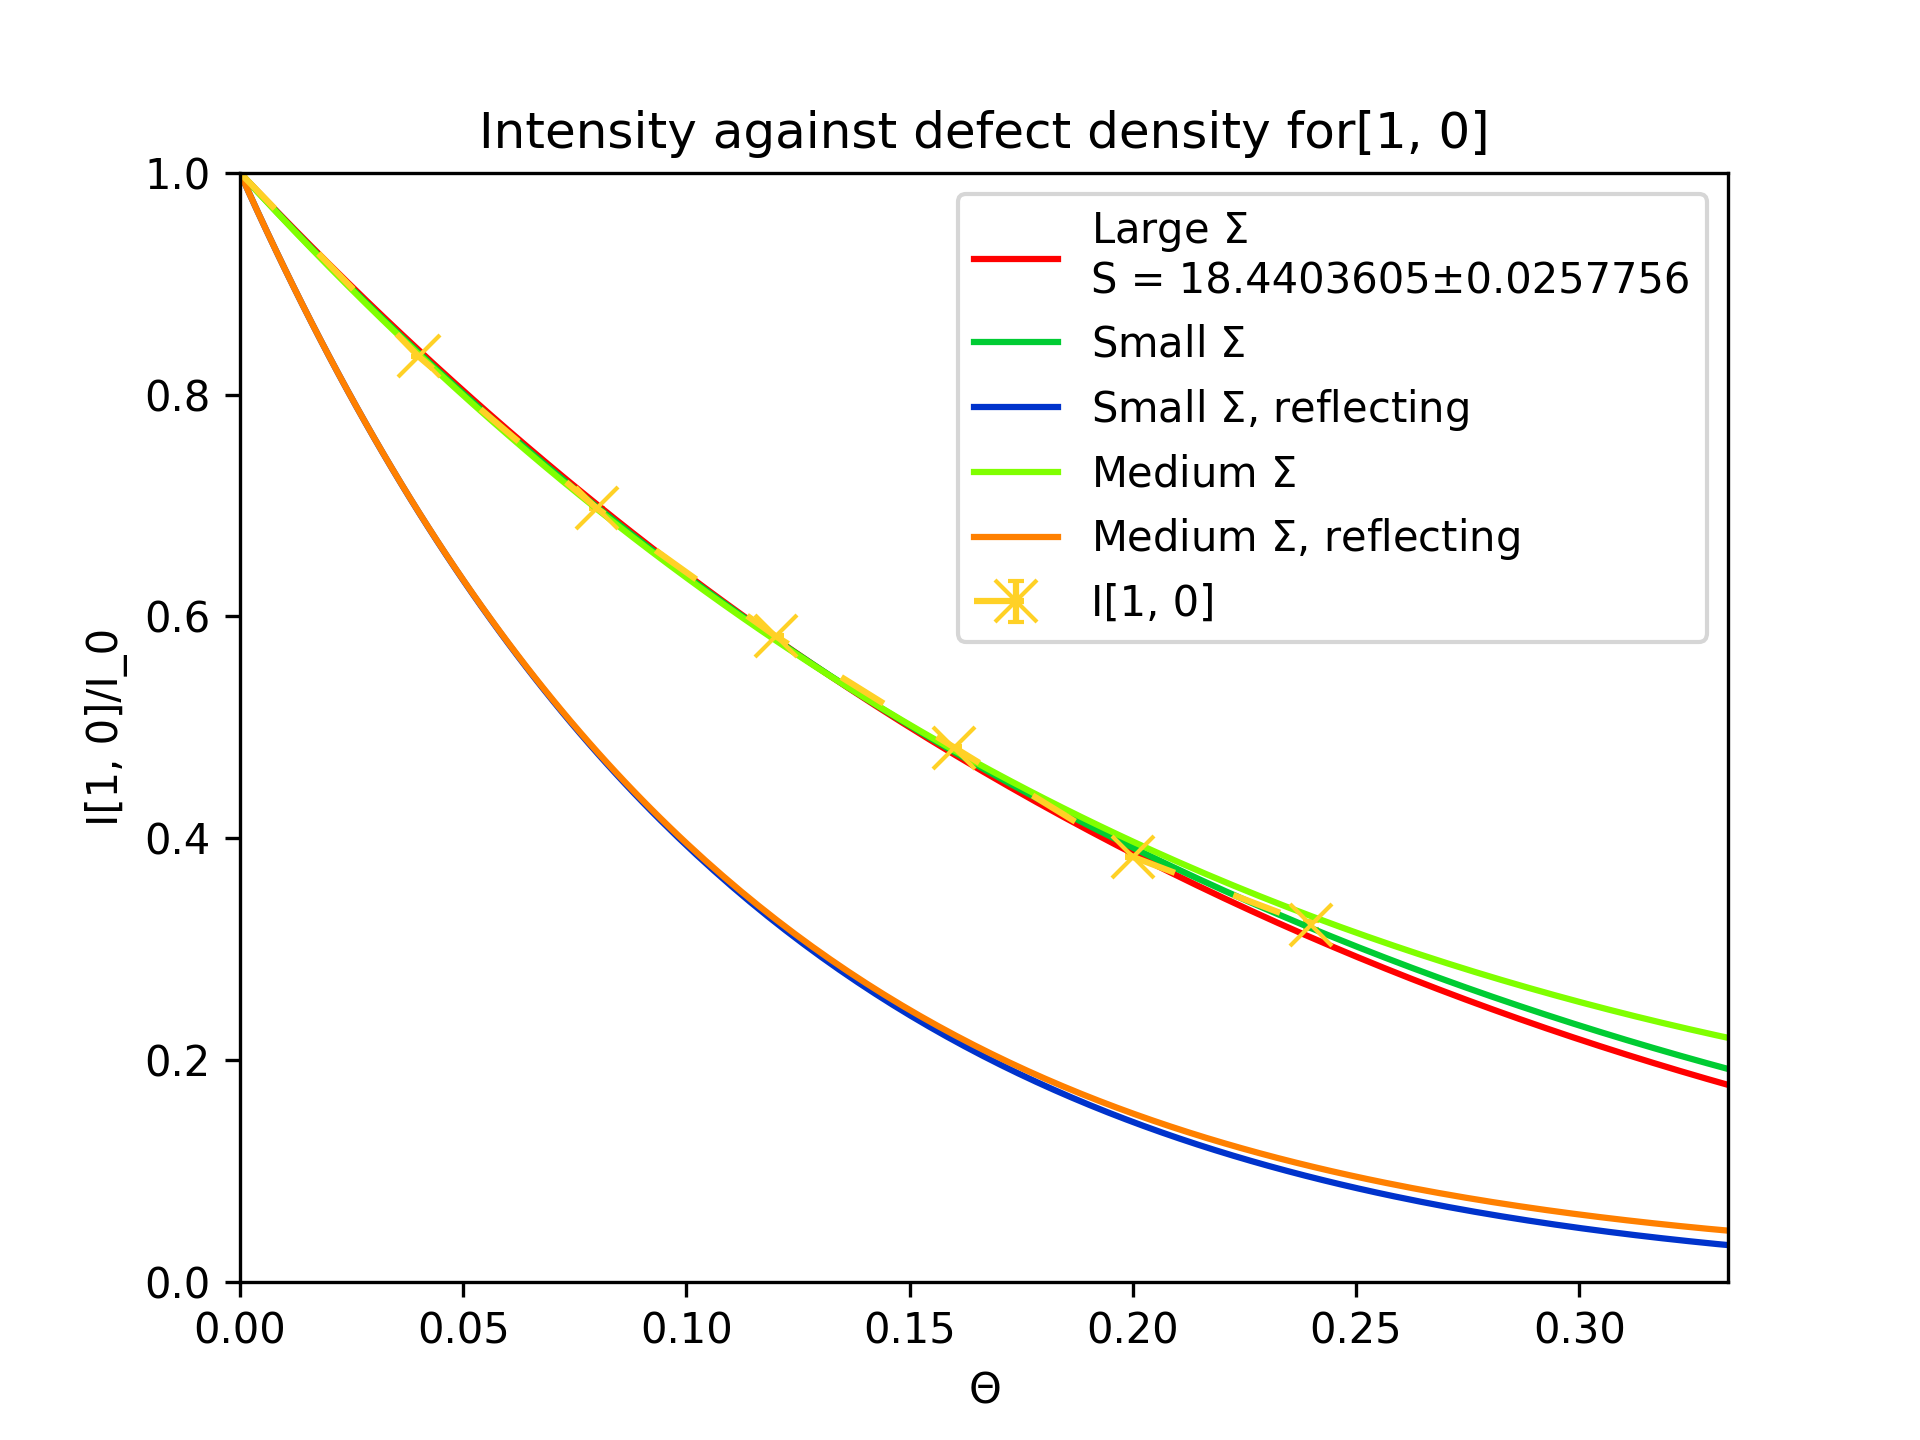 Intensity against defect density for[1, 0]
Large Σ
S = 18.4403605±0.0257756
Small Σ
Small Σ, reflecting
Medium Σ
Medium Σ, reflecting
I[1, 0]
I[1, 0]/I_0
1.0
0.8
0.6
0.4
0.2
0.0
0.00 0.05 0.10 0.15 0.20 0.25 0.30
Θ